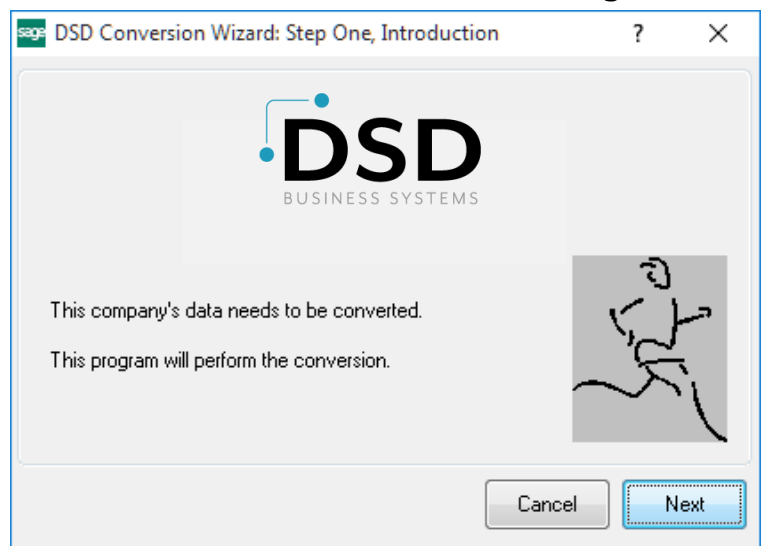 sage DSD Conversion Wizard: Step One, Introduction ? ×
DSD
BUSINESS SYSTEMS
This company's data needs to be converted.
This program will perform the conversion.
Cancel Next